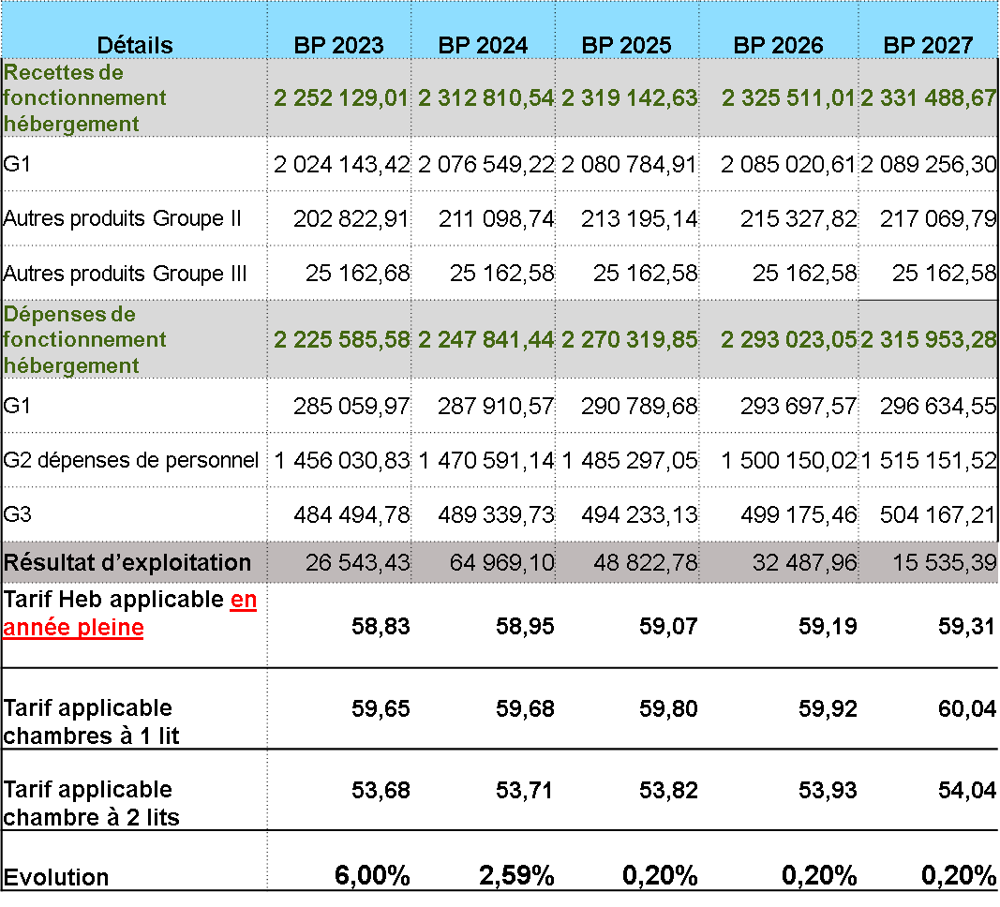 Détails BP 2023 BP 2024 BP 2025 BP 2026 BP 2027
Recettes de
fonctionnement
hébergement 2 252 129,01 2 312 810,54 2 319 142,63 2 325 511,01 2 331 488,67
G1 2 024 143,42 2 076 549,22 2 080 784,91 2 085 020,61 2 089 256,30
Autres produits Groupe II 202 822,91 211 098,74 213 195,14 215 327,82 217 069,79
Autres produits Groupe III 25 162,68 25 162,58 25 162,58 25 162,58 25 162,58
Dépenses de
fonctionnement
hébergement 2 225 585,58 2 247 841,44 2 270 319,85 2 293 023,05 2 315 953,28
G1 285 059,97 287 910,57 290 789,68 293 697,57 296 634,55
G2 dépenses de personnel 1 456 030,83 1 470 591,14 1 485 297,05 1 500 150,02 1 515 151,52
G3 484 494,78 489 339,73 494 233,13 499 175,46 504 167,21
Résultat d’exploitation 26 543,43 64 969,10 48 822,78 32 487,96 15 535,39
Tarif Heb applicable en
année pleine 58,83 58,95 59,07 59,19 59,31
Tarif applicable 59,65 59,68 59,80 59,92 60,04
chambres à 1 lit
Tarif applicable 53,68 53,71 53,82 53,93 54,04
chambre à 2 lits
Evolution 6,00% 2,59% 0,20% 0,20% 0,20%